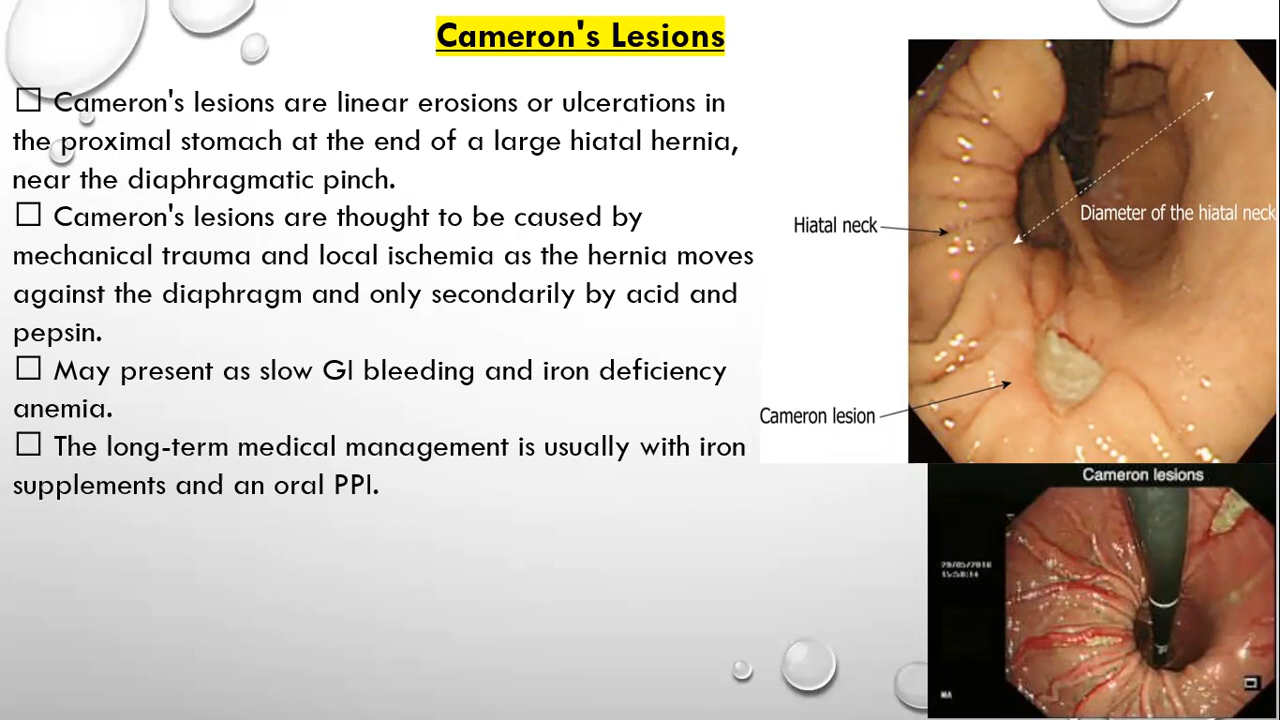 Cameron's Lesions
☐ Cameron's lesions are linear erosions or ulcerations in
the proximal stomach at the end of a large hiatal hernia,
near the diaphragmatic pinch.
☐ Cameron's lesions are thought to be caused by
mechanical trauma and local ischemia as the hernia moves
against the diaphragm and only secondarily by acid and
pepsin.
☐ May present as slow GI bleeding and iron deficiency
anemia.
☐ The long-term medical management is usually with iron
supplements and an oral PPI.
Hiatal neck
Diameter of the hiatal neck
Cameron lesion
Cameron lesions